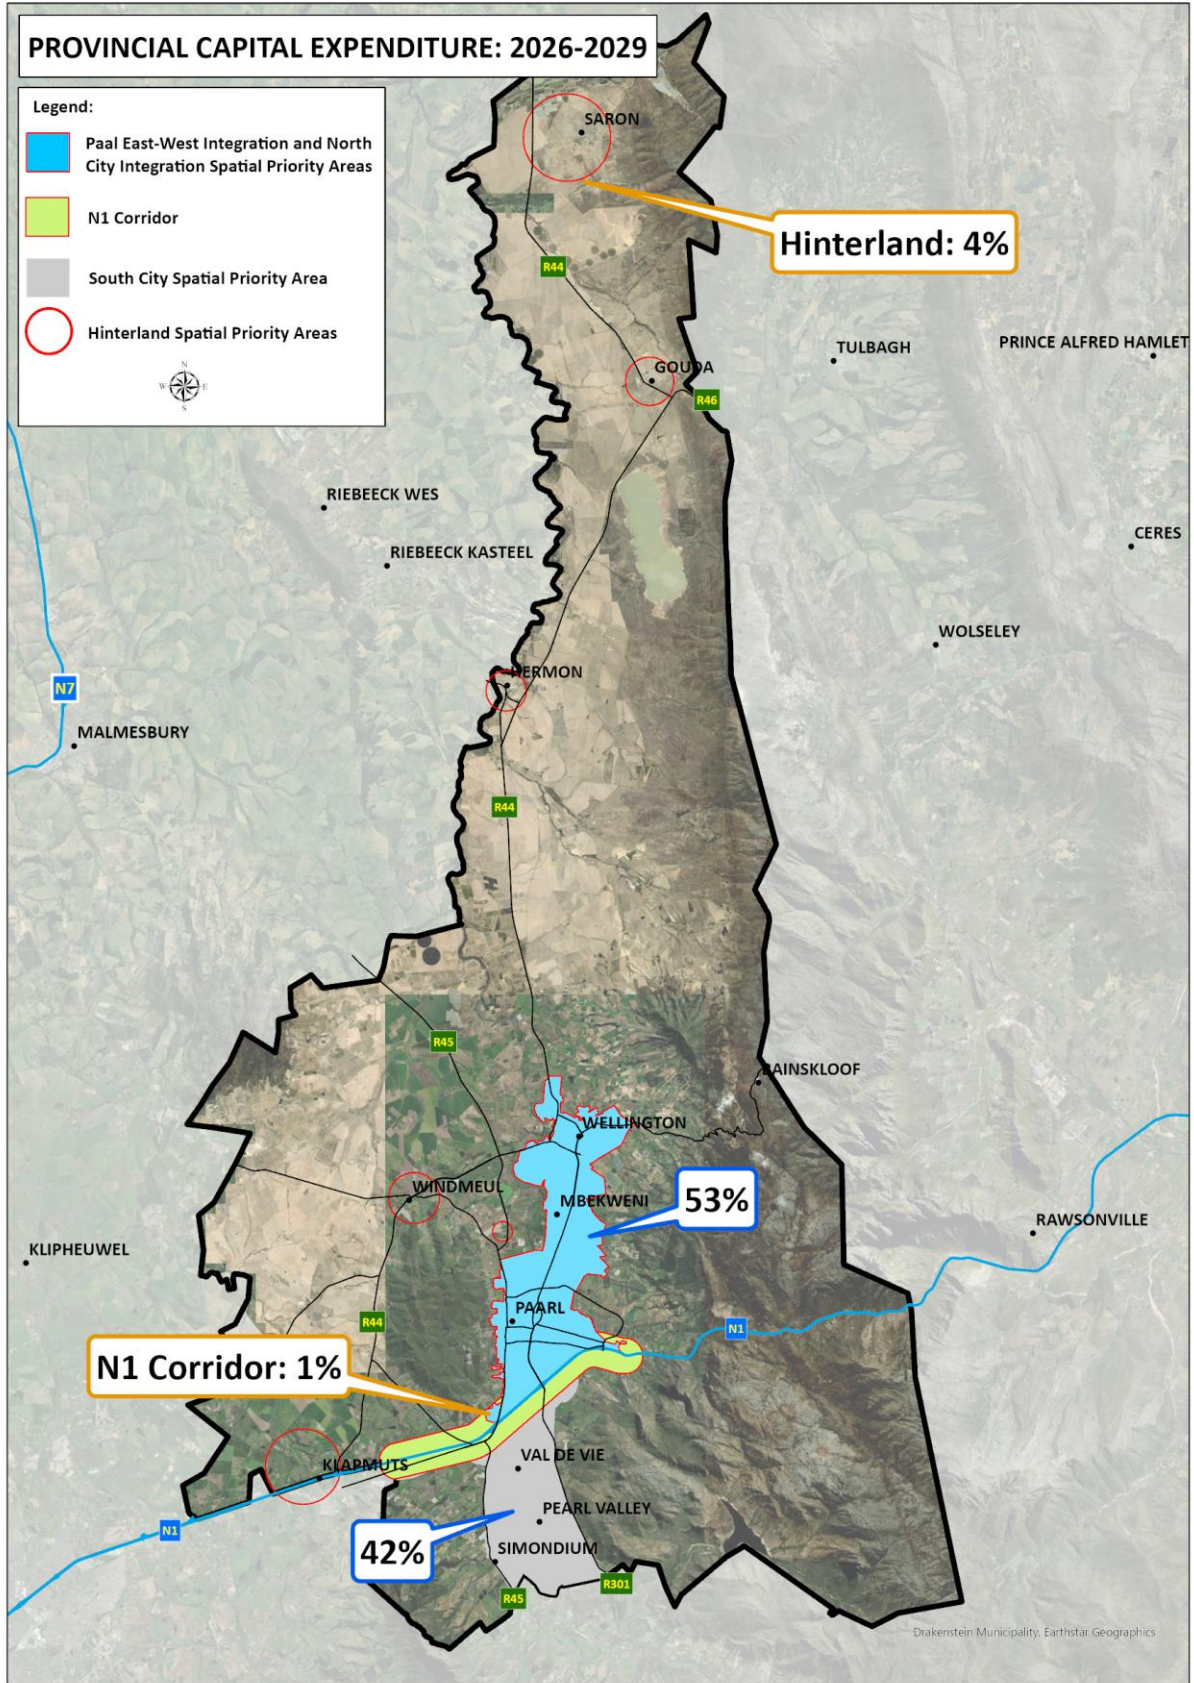 PROVINCIAL CAPITAL EXPENDITURE: 2026-2029
Legend:
Paal East-West Integration and North
City Integration Spatial Priority Areas
N1 Corridor
South City Spatial Priority Area
Hinterland Spatial Priority Areas
N
W E
S
SARON
Hinterland: 4%
R44
TULBAGH
PRINCE ALFRED HAMLET
GOUDA
R46
RIEBEECK WES
RIEBEECK KASTEEL
CERES
WOLSELEY
HERMON
N7
MALMESBURY
R44
R45
BAINSKLOOF
WELLINGTON
WINDMEUL
MBEKWENI
53%
RAWSONVILLE
KLIPHEUWEL
PAARL
R44
N1
N1 Corridor: 1%
VAL DE VIE
KLAPMUTS
PEARL VALLEY
N1
42%
SIMONDIUM
R301
R45
Drakenstein Municipality, Earthstar Geographics